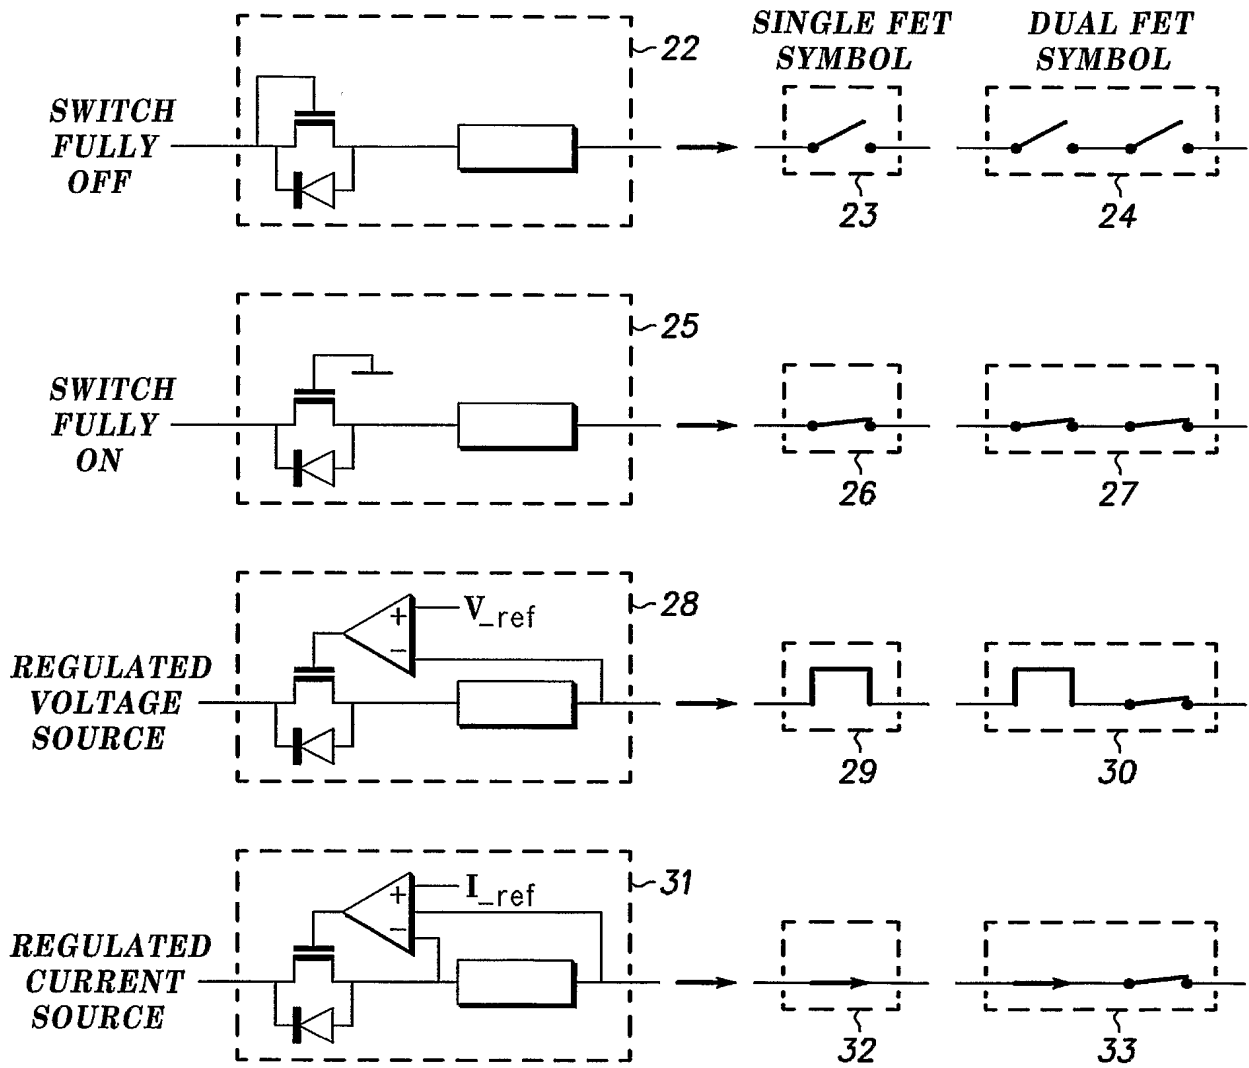 SINGLE FET
SYMBOL
DUAL FET
SYMBOL
SWITCH
FULLY
OFF
22
23
24
SWITCH
FULLY
ON
25
26
27
REGULATED
VOLTAGE
SOURCE
+
V_ref
−
28
29
30
REGULATED
CURRENT
SOURCE
+
I_ref
−
31
32
33